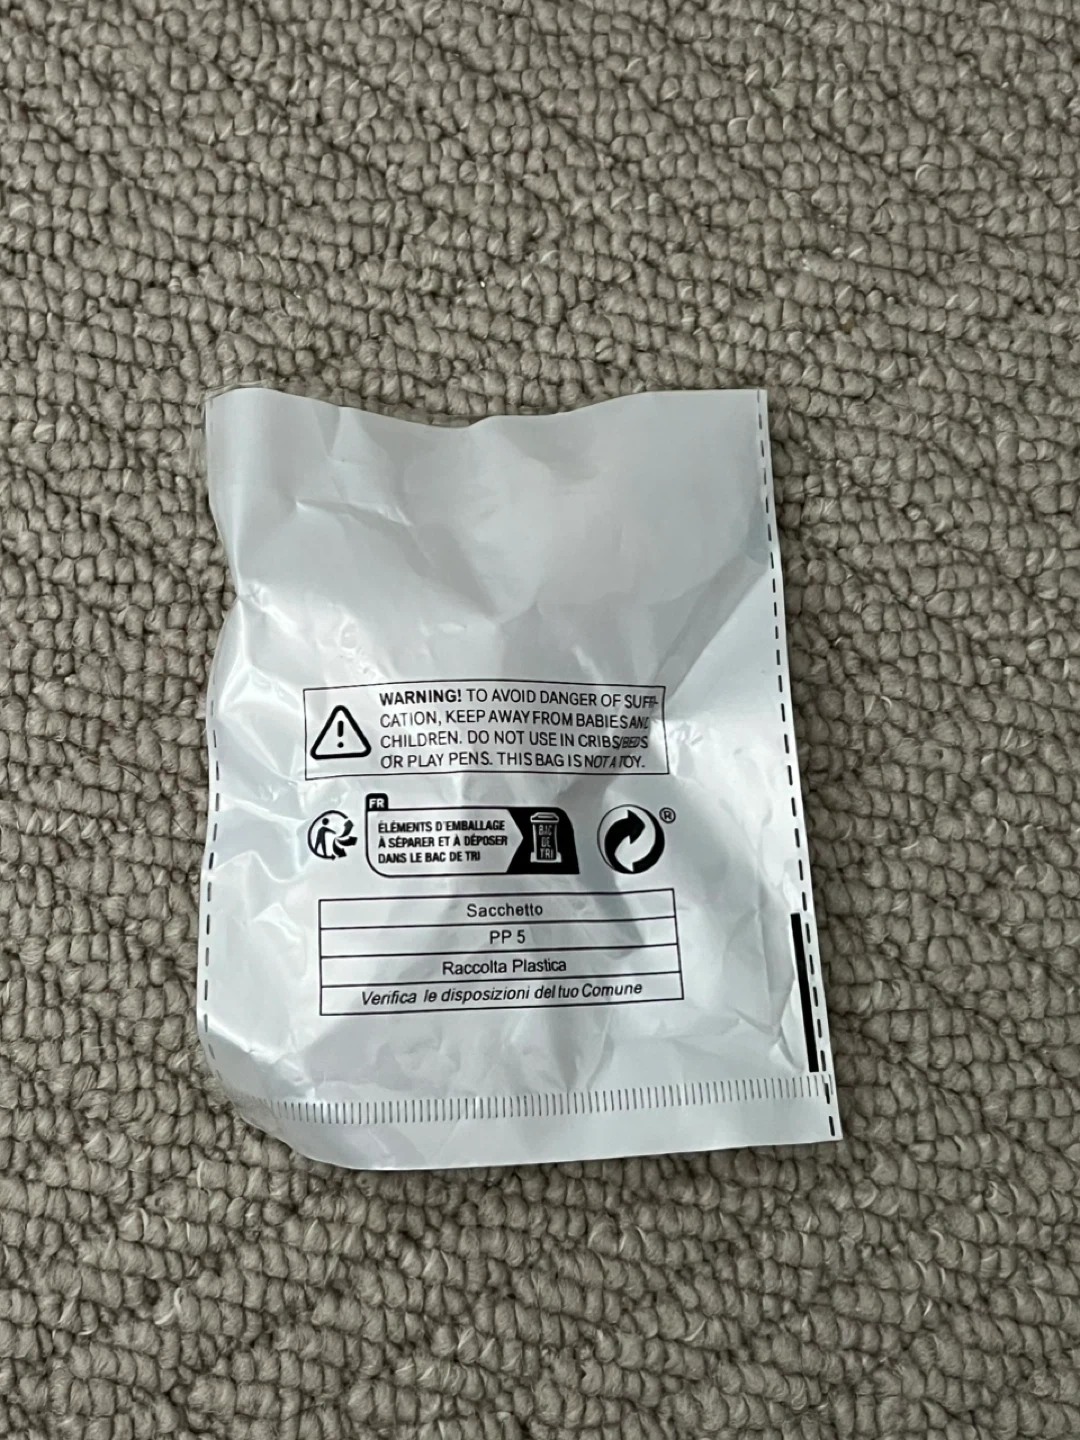 WARNING! TO AVOID DANGER OF SUFF-
CATION, KEEP AWAY FROM BABIES AND
CHILDREN. DO NOT USE IN CRIBS/BEDS
OR PLAY PENS. THIS BAG IS NOT A TOY.
FR
ÉLÉMENTS D'EMBALLAGE
À SÉPARER ET À DÉPOSER
DANS LE BAC DE TRI
BAC
DE
TRI
®
Sacchetto
PP 5
Raccolta Plastica
Verifica le disposizioni del tuo Comune